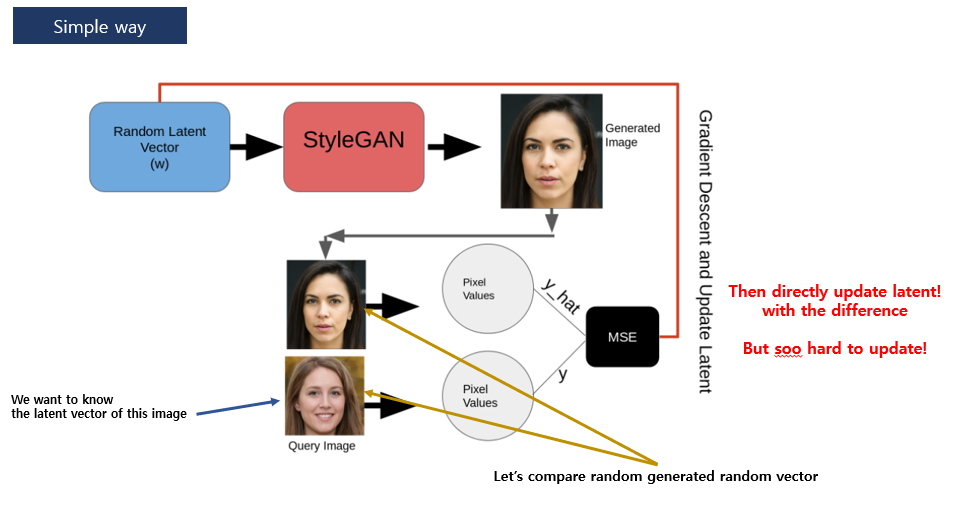 Simple way
Random Latent
Vector
(w)
StyleGAN
Generated
Image
Gradient Descent and Update Latent
Pixel
Values
y_hat
MSE
Then directly update latent!
with the difference
But soo hard to update!
Pixel
Values
y
We want to know
the latent vector of this image
Query Image
Let's compare random generated random vector